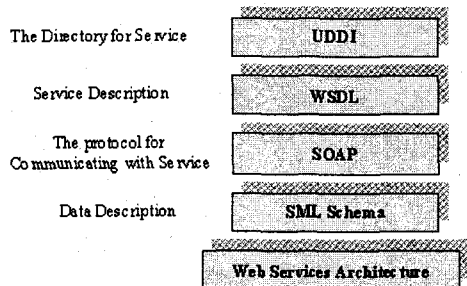 The Directory for Service
UDDI
Service Description
WSDL
The protocol for
Communicating with Service
SOAP
Data Description
SML Schema
Web Services Architecture